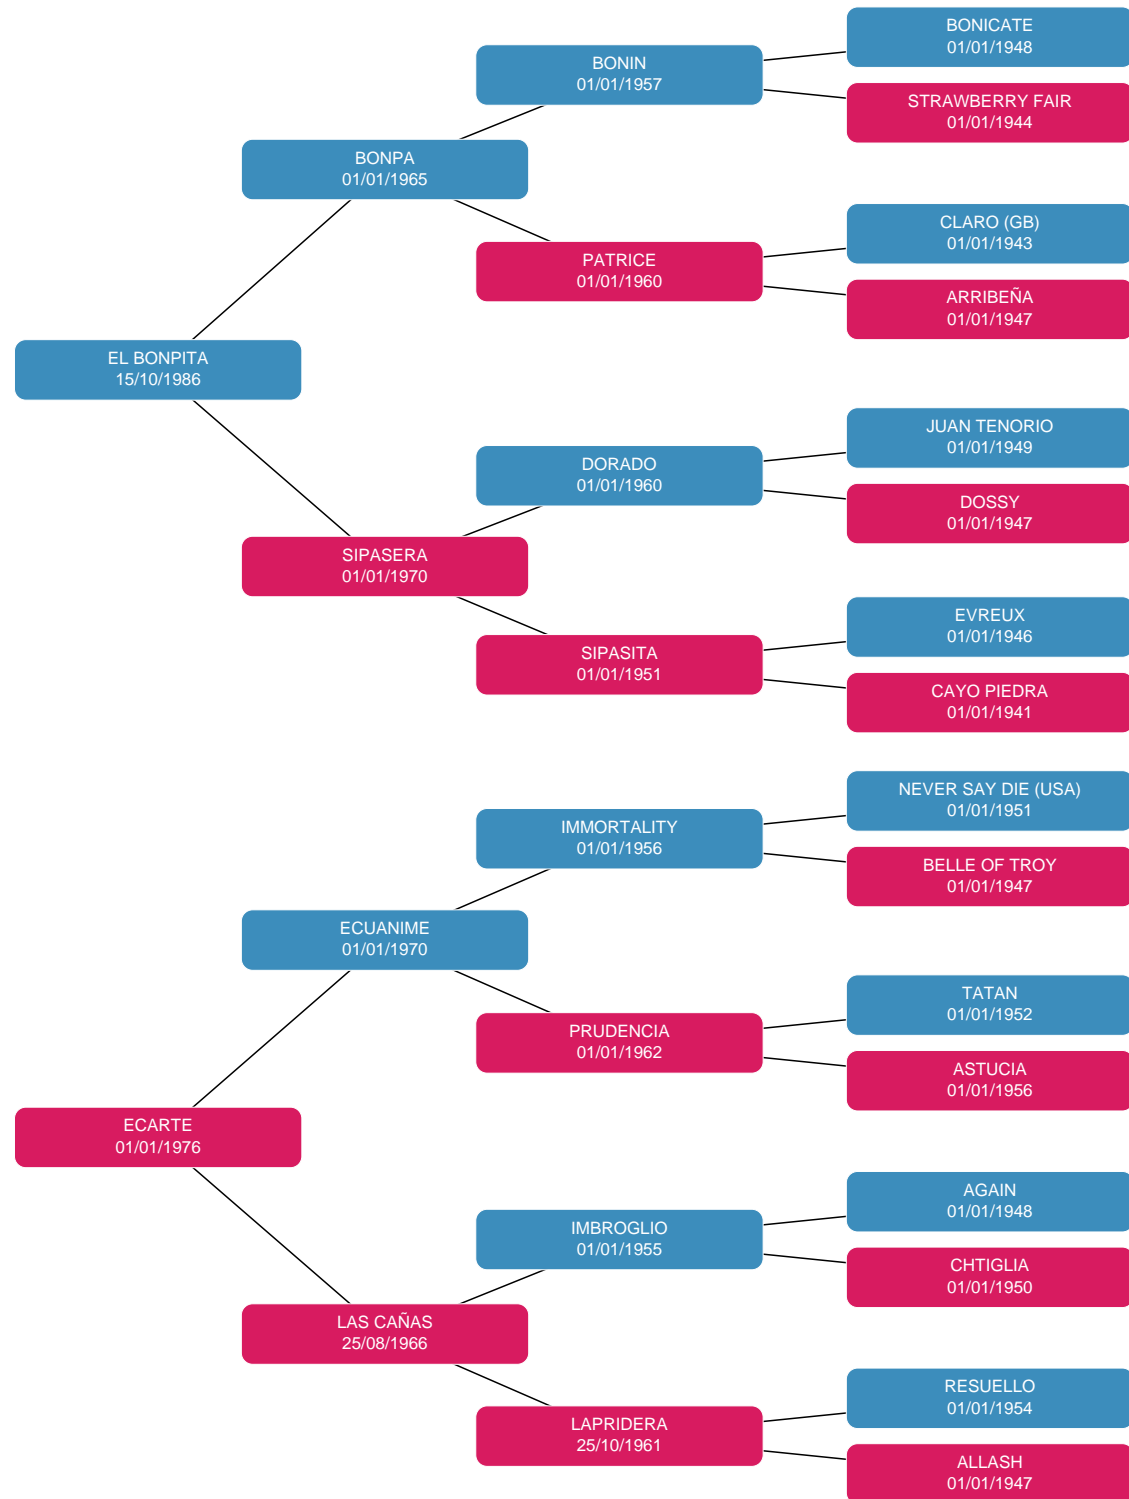 BONICATE
01/01/1948
BONIN
01/01/1957
STRAWBERRY FAIR
01/01/1944
BONPA
01/01/1965
CLARO (GB)
01/01/1943
PATRICE
01/01/1960
ARRIBEÑA
01/01/1947
EL BONPITA
15/10/1986
JUAN TENORIO
01/01/1949
DORADO
01/01/1960
DOSSY
01/01/1947
SIPASERA
01/01/1970
EVREUX
01/01/1946
SIPASITA
01/01/1951
CAYO PIEDRA
01/01/1941
NEVER SAY DIE (USA)
01/01/1951
IMMORTALITY
01/01/1956
BELLE OF TROY
01/01/1947
ECUANIME
01/01/1970
TATAN
01/01/1952
PRUDENCIA
01/01/1962
ASTUCIA
01/01/1956
ECARTE
01/01/1976
AGAIN
01/01/1948
IMBROGLIO
01/01/1955
CHTIGLIA
01/01/1950
LAS CAÑAS
25/08/1966
RESUELLO
01/01/1954
LAPRIDERA
25/10/1961
ALLASH
01/01/1947